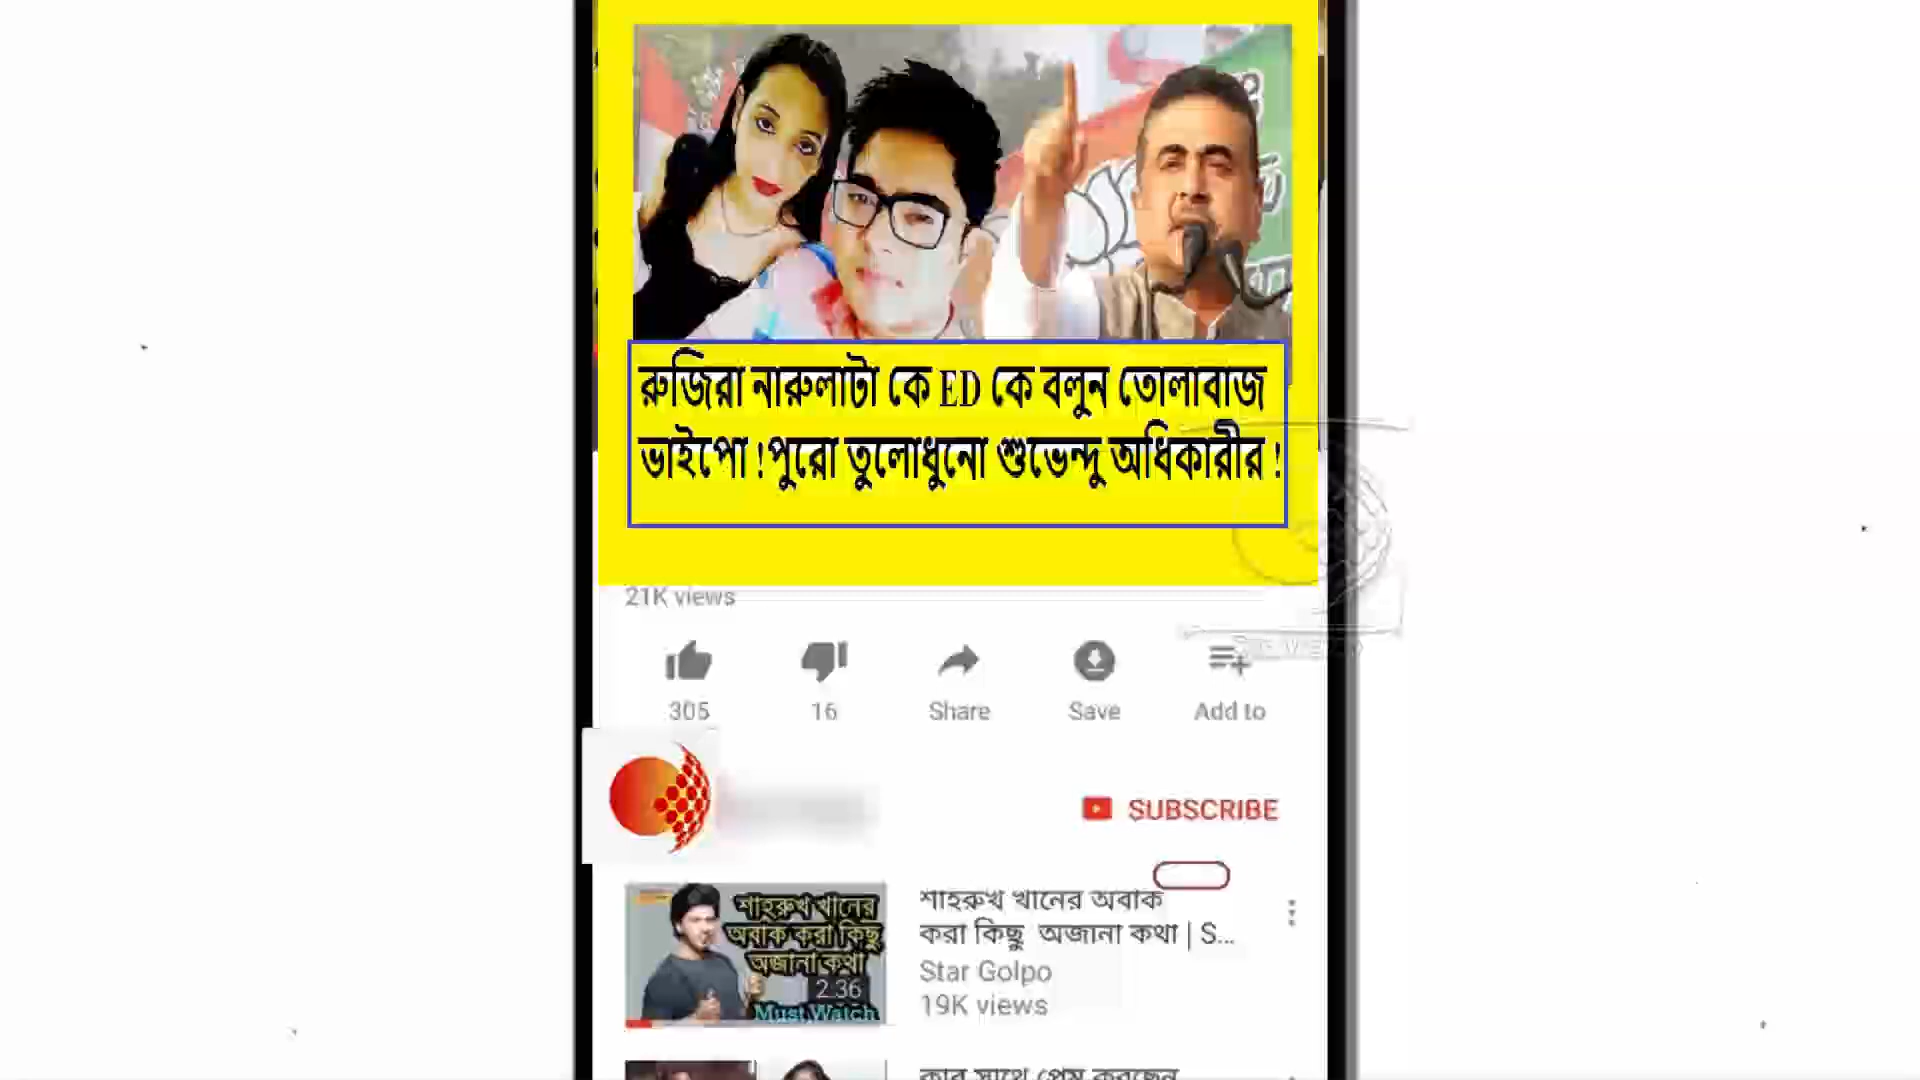 রুজিরা নারুলাটা কে ED কে বলুন তোলাবাজ
ভাইপো !পুরো তুলোধুনো শুভেন্দু অধিকারীর !
21K views
305
16
Share
Save
Add to
SUBSCRIBE
শাহরুখ খানের
অবাক করা কিছু
অজানা কথা
2:36
Must Watch
শাহরুখ খানের অবাক
করা কিছু অজানা কথা | S...
Star Golpo
19K views
কার সাথে প্রেম করছেন